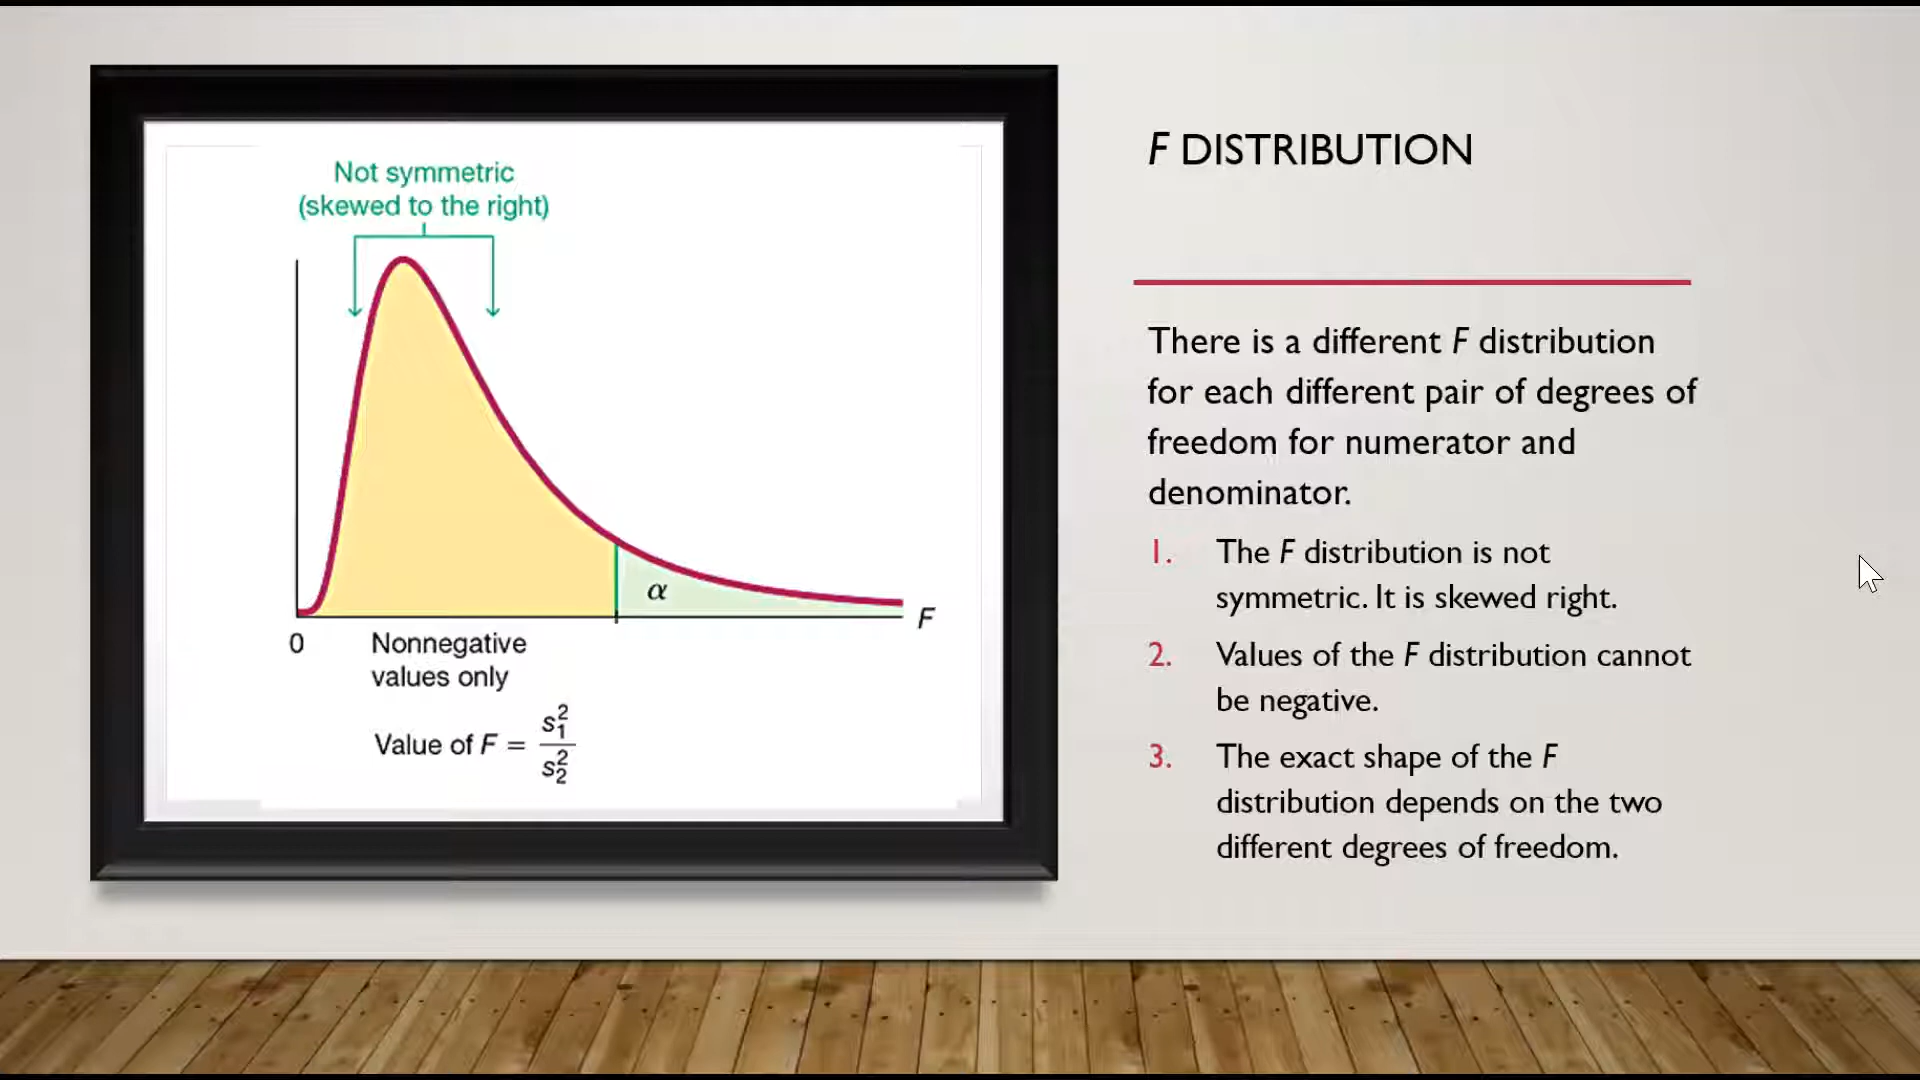 Not symmetric
(skewed to the right)
α
F
0
Nonnegative
values only
Value of F = s₁²/s₂²
F DISTRIBUTION
There is a different F distribution
for each different pair of degrees of
freedom for numerator and
denominator.
1. The F distribution is not
symmetric. It is skewed right.
2. Values of the F distribution cannot
be negative.
3. The exact shape of the F
distribution depends on the two
different degrees of freedom.